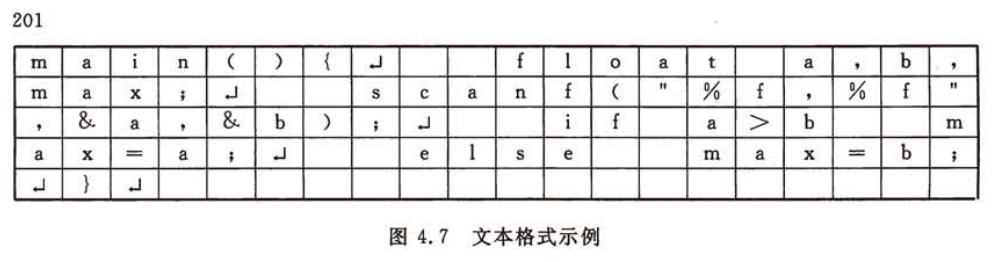 201
m a i n ( ) { ↵ f l o a t a , b ,
m a x ; ↵ s c a n f ( " % f , % f "
, & a , & b ) ; ↵ i f a > b m
a x = a ; ↵ e l s e m a x = b ;
↵ } ↵
图 4.7 文本格式示例